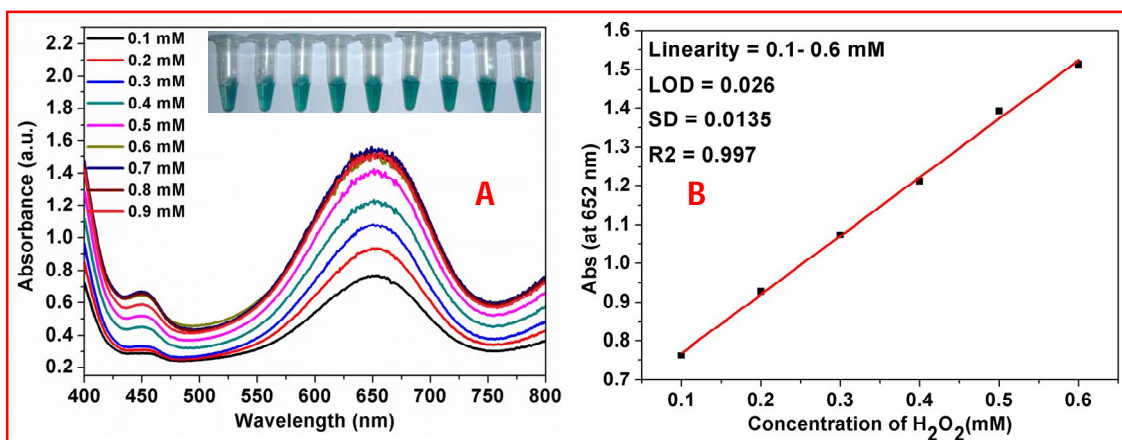 2.2
2.0
1.8
1.6
1.4
1.2
1.0
0.8
0.6
0.4
0.2
Absorbance (a.u.)
0.1 mM
0.2 mM
0.3 mM
0.4 mM
0.5 mM
0.6 mM
0.7 mM
0.8 mM
0.9 mM
A
400 450 500 550 600 650 700 750 800
Wavelength (nm)
1.6
1.5
1.4
1.3
1.2
1.1
1.0
0.9
0.8
0.7
Abs (at 652 nm)
Linearity = 0.1- 0.6 mM
LOD = 0.026
SD = 0.0135
R2 = 0.997
B
0.1 0.2 0.3 0.4 0.5 0.6
Concentration of H₂O₂(mM)